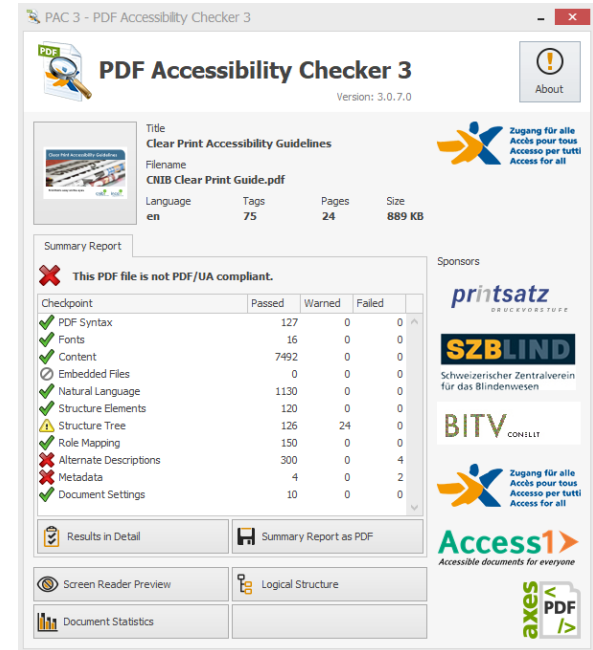 PAC 3 - PDF Accessibility Checker 3
PDF
PDF Accessibility Checker 3
Version: 3.0.7.0
About
Title
Clear Print Accessibility Guidelines
Filename
CNIB Clear Print Guide.pdf
Language Tags Pages Size
en 75 24 889 KB
Clear Print Accessibility Guidelines
Zugang für alle
Accès pour tous
Accesso per tutti
Access for all
Summary Report
This PDF file is not PDF/UA compliant.
Checkpoint Passed Warned Failed
PDF Syntax 127 0 0
Fonts 16 0 0
Content 7492 0 0
Embedded Files 0 0 0
Natural Language 1130 0 0
Structure Elements 120 0 0
Structure Tree 126 24 0
Role Mapping 150 0 0
Alternate Descriptions 300 0 4
Metadata 4 0 2
Document Settings 10 0 0
Results in Detail
Summary Report as PDF
Screen Reader Preview
Logical Structure
Document Statistics
Sponsors
printsatz
DRUCKVORSTUFE
SZBLIND
Schweizerischer Zentralverein
für das Blindenwesen
BITV CONSULT
Zugang für alle
Accès pour tous
Accesso per tutti
Access for all
Access1
Accessible documents for everyone
axes
<
PDF
/>